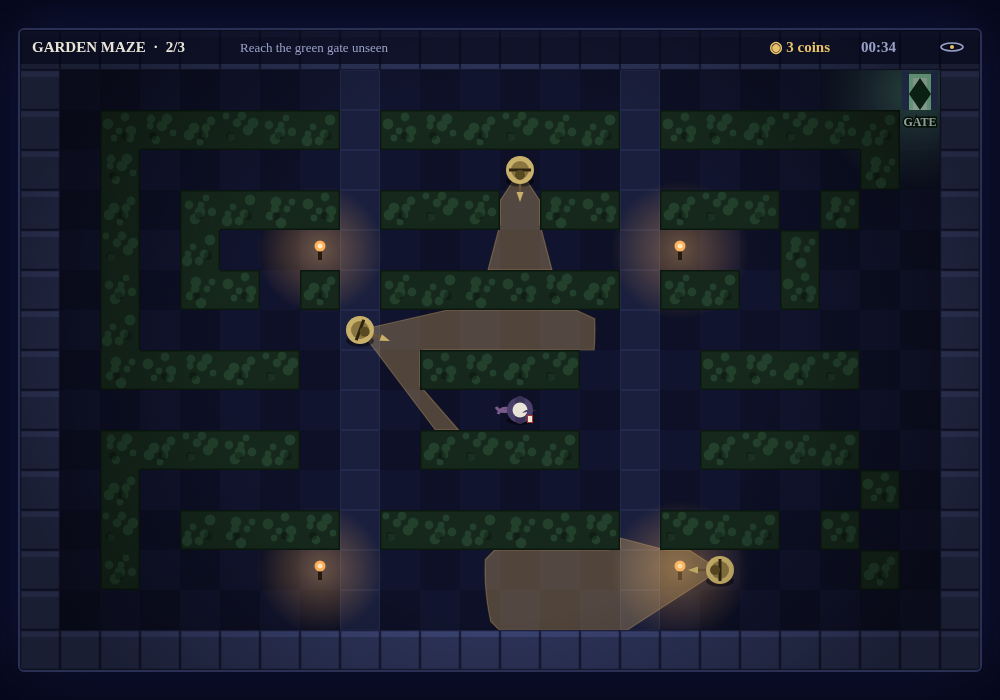 GARDEN MAZE · 2/3
Reach the green gate unseen
3 coins
00:34
GATE